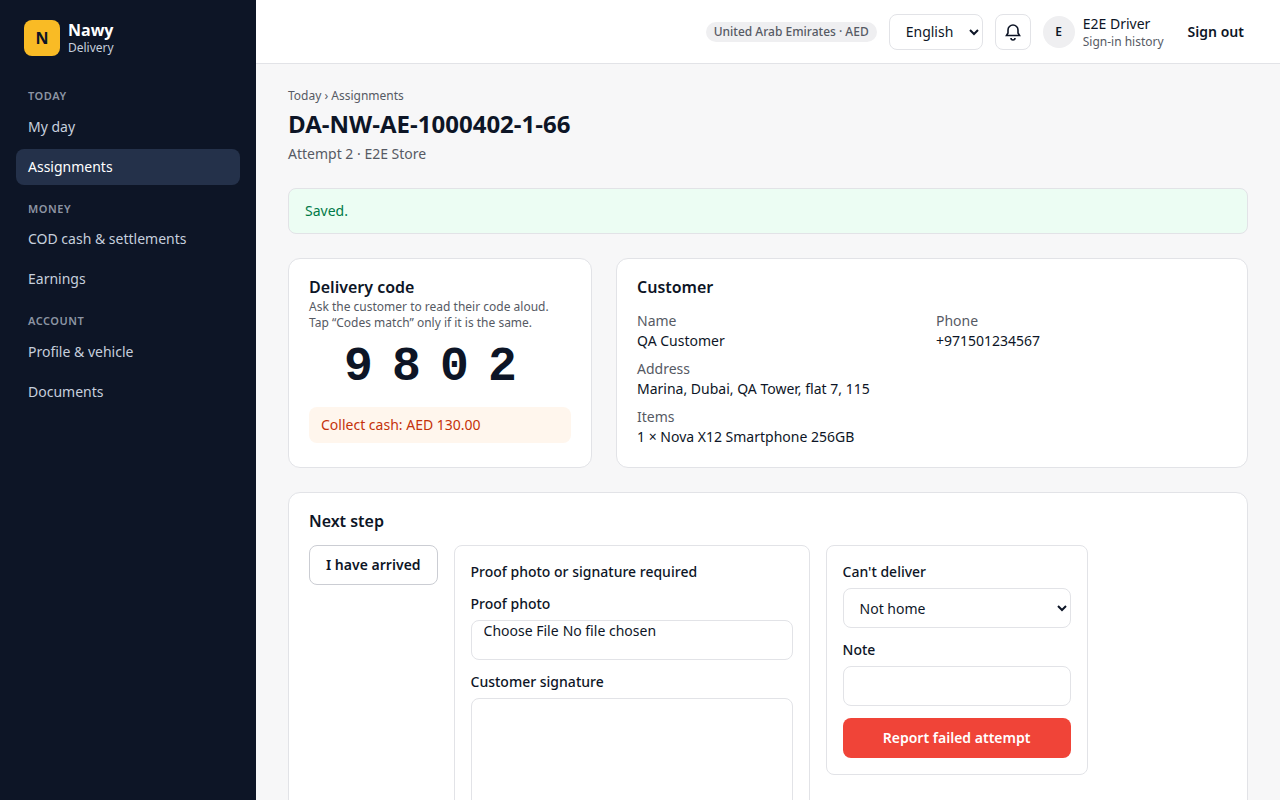 N
Nawy
Delivery
TODAY
My day
Assignments
MONEY
COD cash & settlements
Earnings
ACCOUNT
Profile & vehicle
Documents
United Arab Emirates · AED
English
E
E2E Driver
Sign-in history
Sign out
Today › Assignments
DA-NW-AE-1000402-1-66
Attempt 2 · E2E Store
Saved.
Delivery code
Ask the customer to read their code aloud.
Tap “Codes match” only if it is the same.
9802
Collect cash: AED 130.00
Customer
Name
QA Customer
Phone
+971501234567
Address
Marina, Dubai, QA Tower, flat 7, 115
Items
1 × Nova X12 Smartphone 256GB
Next step
I have arrived
Proof photo or signature required
Proof photo
Choose File No file chosen
Customer signature
Can't deliver
Not home
Note
Report failed attempt